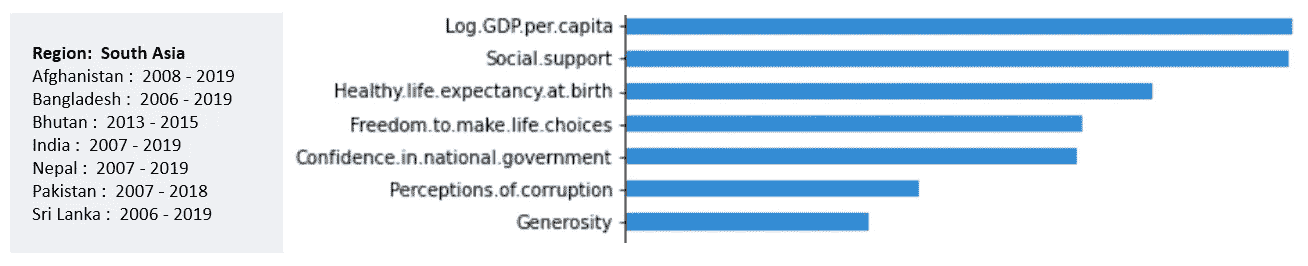 Region:  South Asia
Afghanistan :  2008 - 2019
Bangladesh :  2006 - 2019
Bhutan :  2013 - 2015
India :  2007 - 2019
Nepal :  2007 - 2019
Pakistan :  2007 - 2018
Sri Lanka :  2006 - 2019
Log.GDP.per.capita
Social.support
Healthy.life.expectancy.at.birth
Freedom.to.make.life.choices
Confidence.in.national.government
Perceptions.of.corruption
Generosity